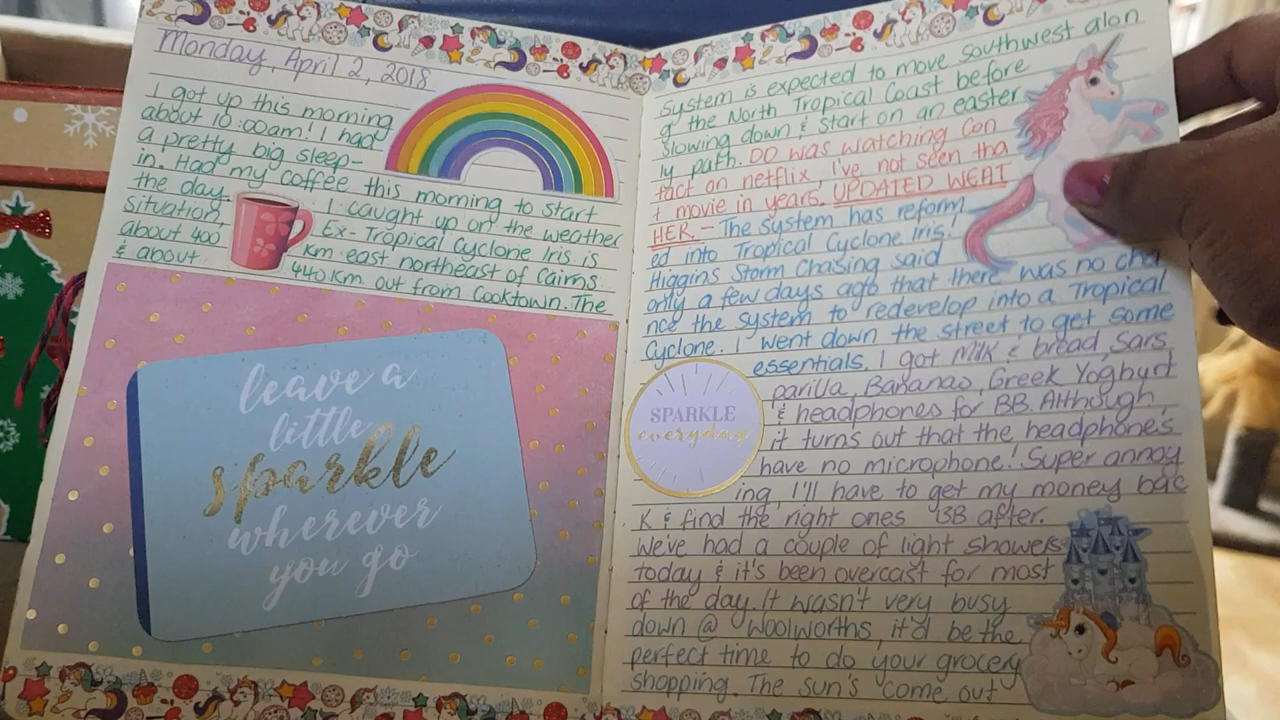 Monday, April 2, 2018
I got up this morning
about 10:00am! I had
a pretty big sleep-
in. Had my coffee this morning to start
the day. I caught up on the weather
situation, Ex-Tropical Cyclone Iris is
about 400 km east northeast of Cairns
& about 440km out from Cooktown. The
leave a
little
sparkle
wherever
you go
System is expected to move southwest alon
g the North Tropical Coast before
slowing down & start on an easter
ly path. DD was watching Con
tact on netflix I've not seen tha
t movie in years. UPDATED WEAT
HER.- The system has reform
ed into Tropical Cyclone Iris!
Higgins Storm Chasing said
only a few days ago that there was no cha
nce the system to redevelop into a Tropical
Cyclone. I went down the street to get some
essentials. I got Milk & bread, Sars
parilla, Bananas, Greek Yoghurt
& headphones for BB. Although,
it turns out that the headphone's
have no microphone! Super annoy
ing, I'll have to get my money bac
k & find the right ones BB after.
We've had a couple of light showers
today & it's been overcast for most
of the day. It wasn't very busy
down @ Woolworths, it'd be the
perfect time to do your grocery
shopping. The sun's come out
SPARKLE
everyday